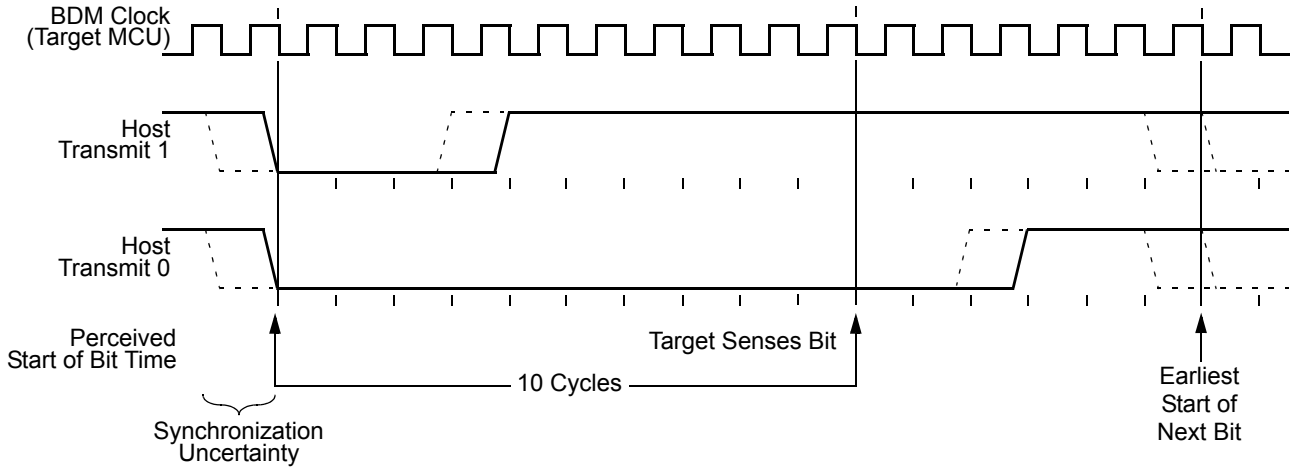 BDM Clock
(Target MCU)
Host
Transmit 1
Host
Transmit 0
Perceived
Start of Bit Time
Target Senses Bit
10 Cycles
Earliest
Start of
Next Bit
Synchronization
Uncertainty